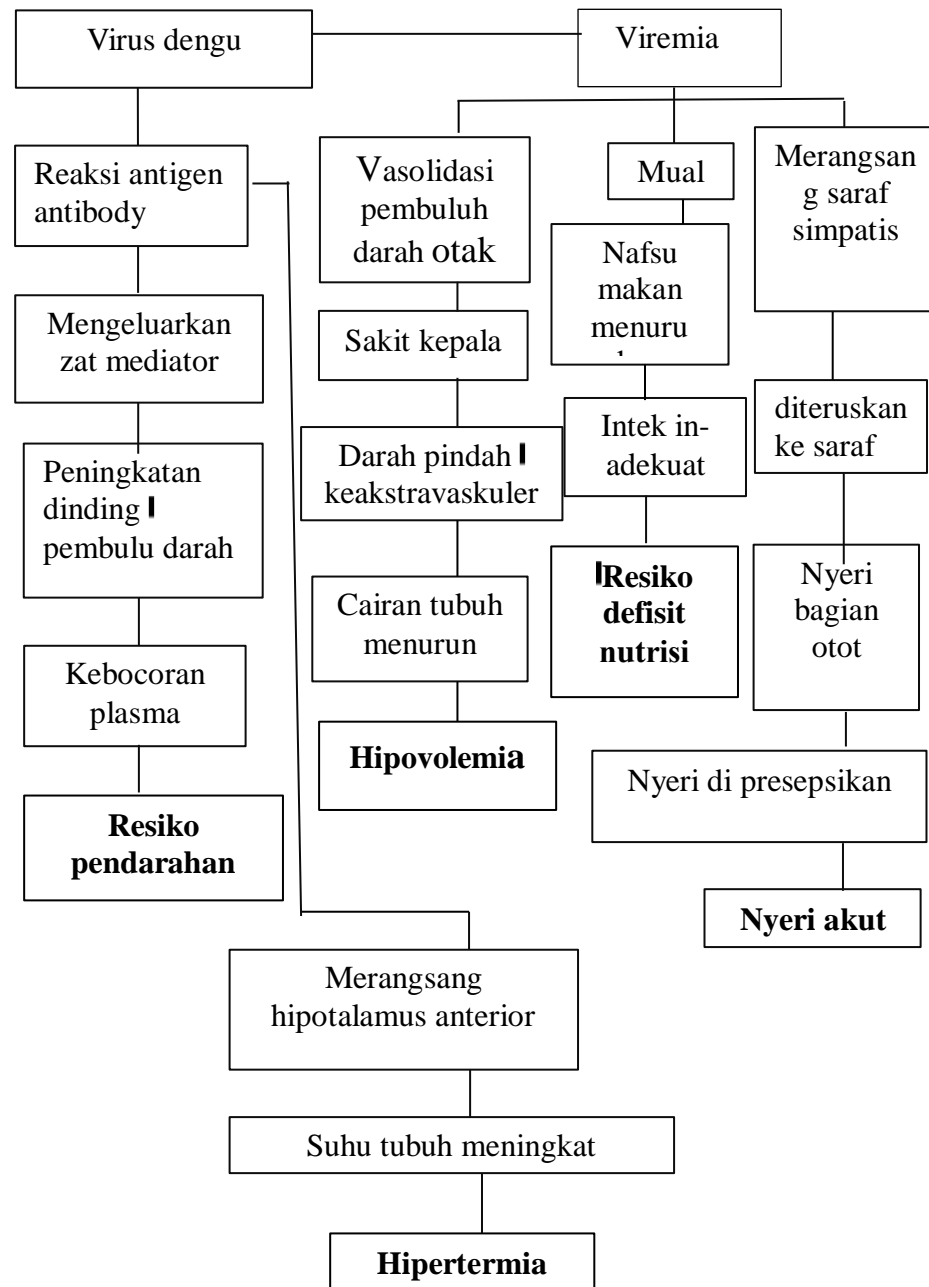 Virus dengu
Viremia
Reaksi antigen
antibody
Vasolidasi
pembuluh
darah otak
Mual
Merangsan
g saraf
simpatis
Nafsu
makan
menuru
Mengeluarkan
zat mediator
Sakit kepala
diteruskan
ke saraf
Intek in-
adekuat
Darah pindah
keakstravaskuler
Peningkatan
dinding
pembulu darah
Resiko
defisit
nutrisi
Nyeri
bagian
otot
Cairan tubuh
menurun
Kebocoran
plasma
Hipovolemia
Nyeri di presepsikan
Resiko
pendarahan
Nyeri akut
Merangsang
hipotalamus anterior
Suhu tubuh meningkat
Hipertermia